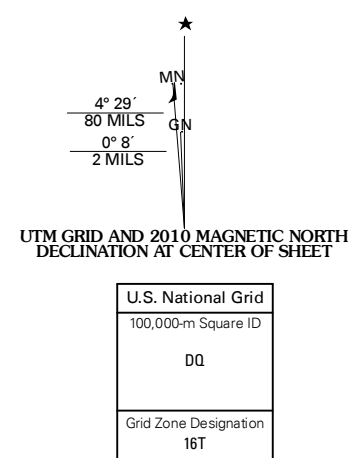 MN
4° 29´
80 MILS
GN
0° 8´
2 MILS
UTM GRID AND 2010 MAGNETIC NORTH
DECLINATION AT CENTER OF SHEET
U.S. National Grid
100,000-m Square ID
DQ
Grid Zone Designation
16T